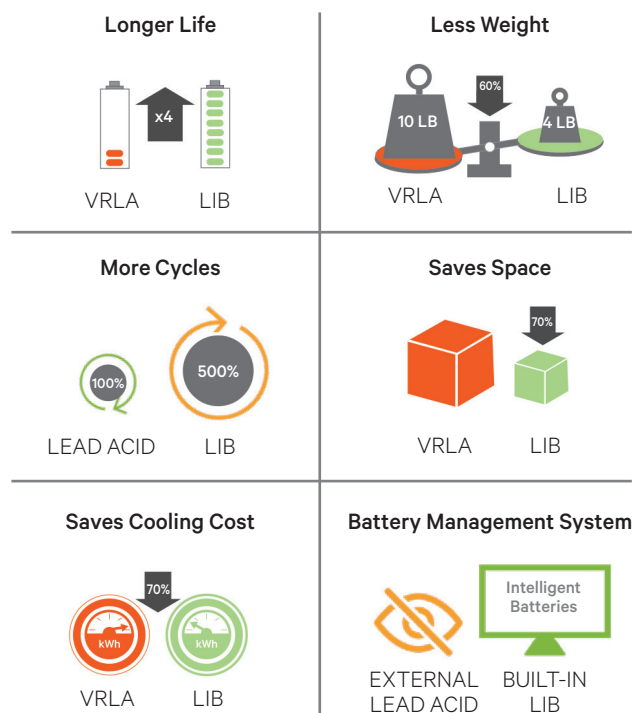 Longer Life
x4
VRLA
LIB
Less Weight
60%
10 LB
4 LB
VRLA
LIB
More Cycles
100%
500%
LEAD ACID
LIB
Saves Space
70%
VRLA
LIB
Saves Cooling Cost
70%
kWh
kWh
VRLA
LIB
Battery Management System
Intelligent
Batteries
EXTERNAL
LEAD ACID
BUILT-IN
LIB